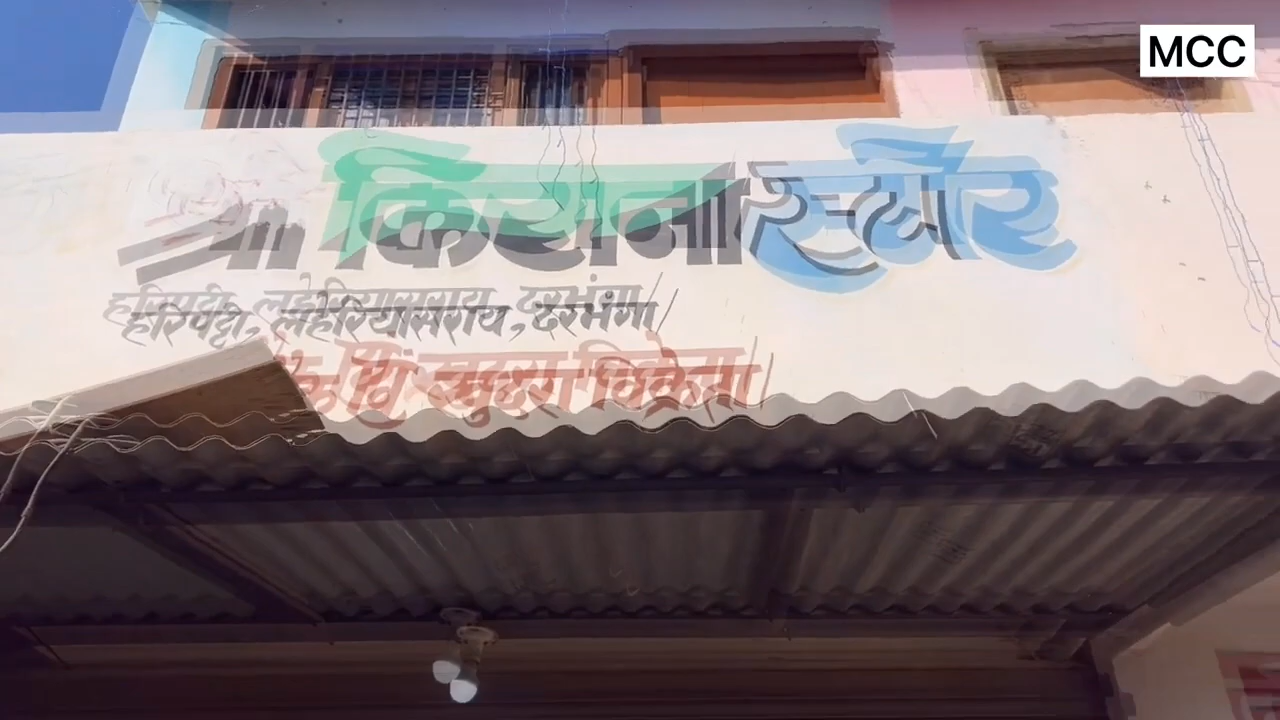 MCC
श्री किराना स्टोर
हरिपट्टी, लहेरियासराय, दरभंगा
खुदरा विक्रेता